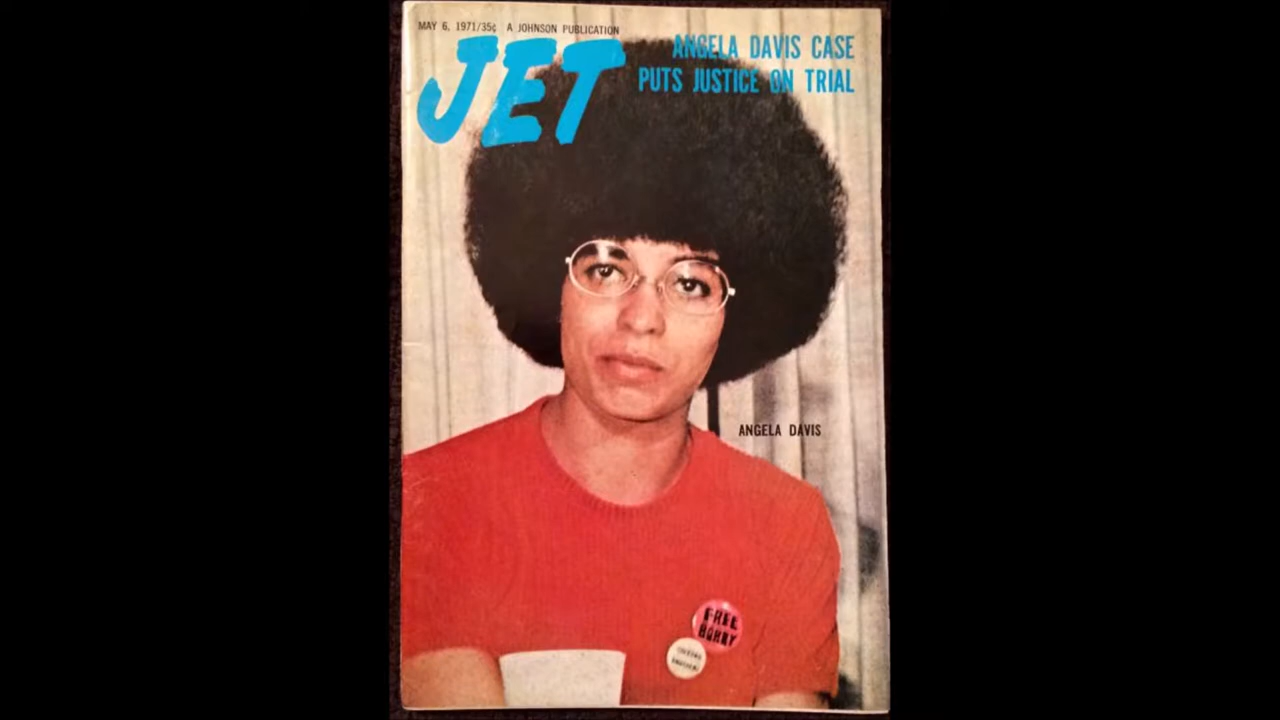 MAY 6, 1971/35¢ A JOHNSON PUBLICATION
JET
ANGELA DAVIS CASE
PUTS JUSTICE ON TRIAL
ANGELA DAVIS
FREE
BOBBY